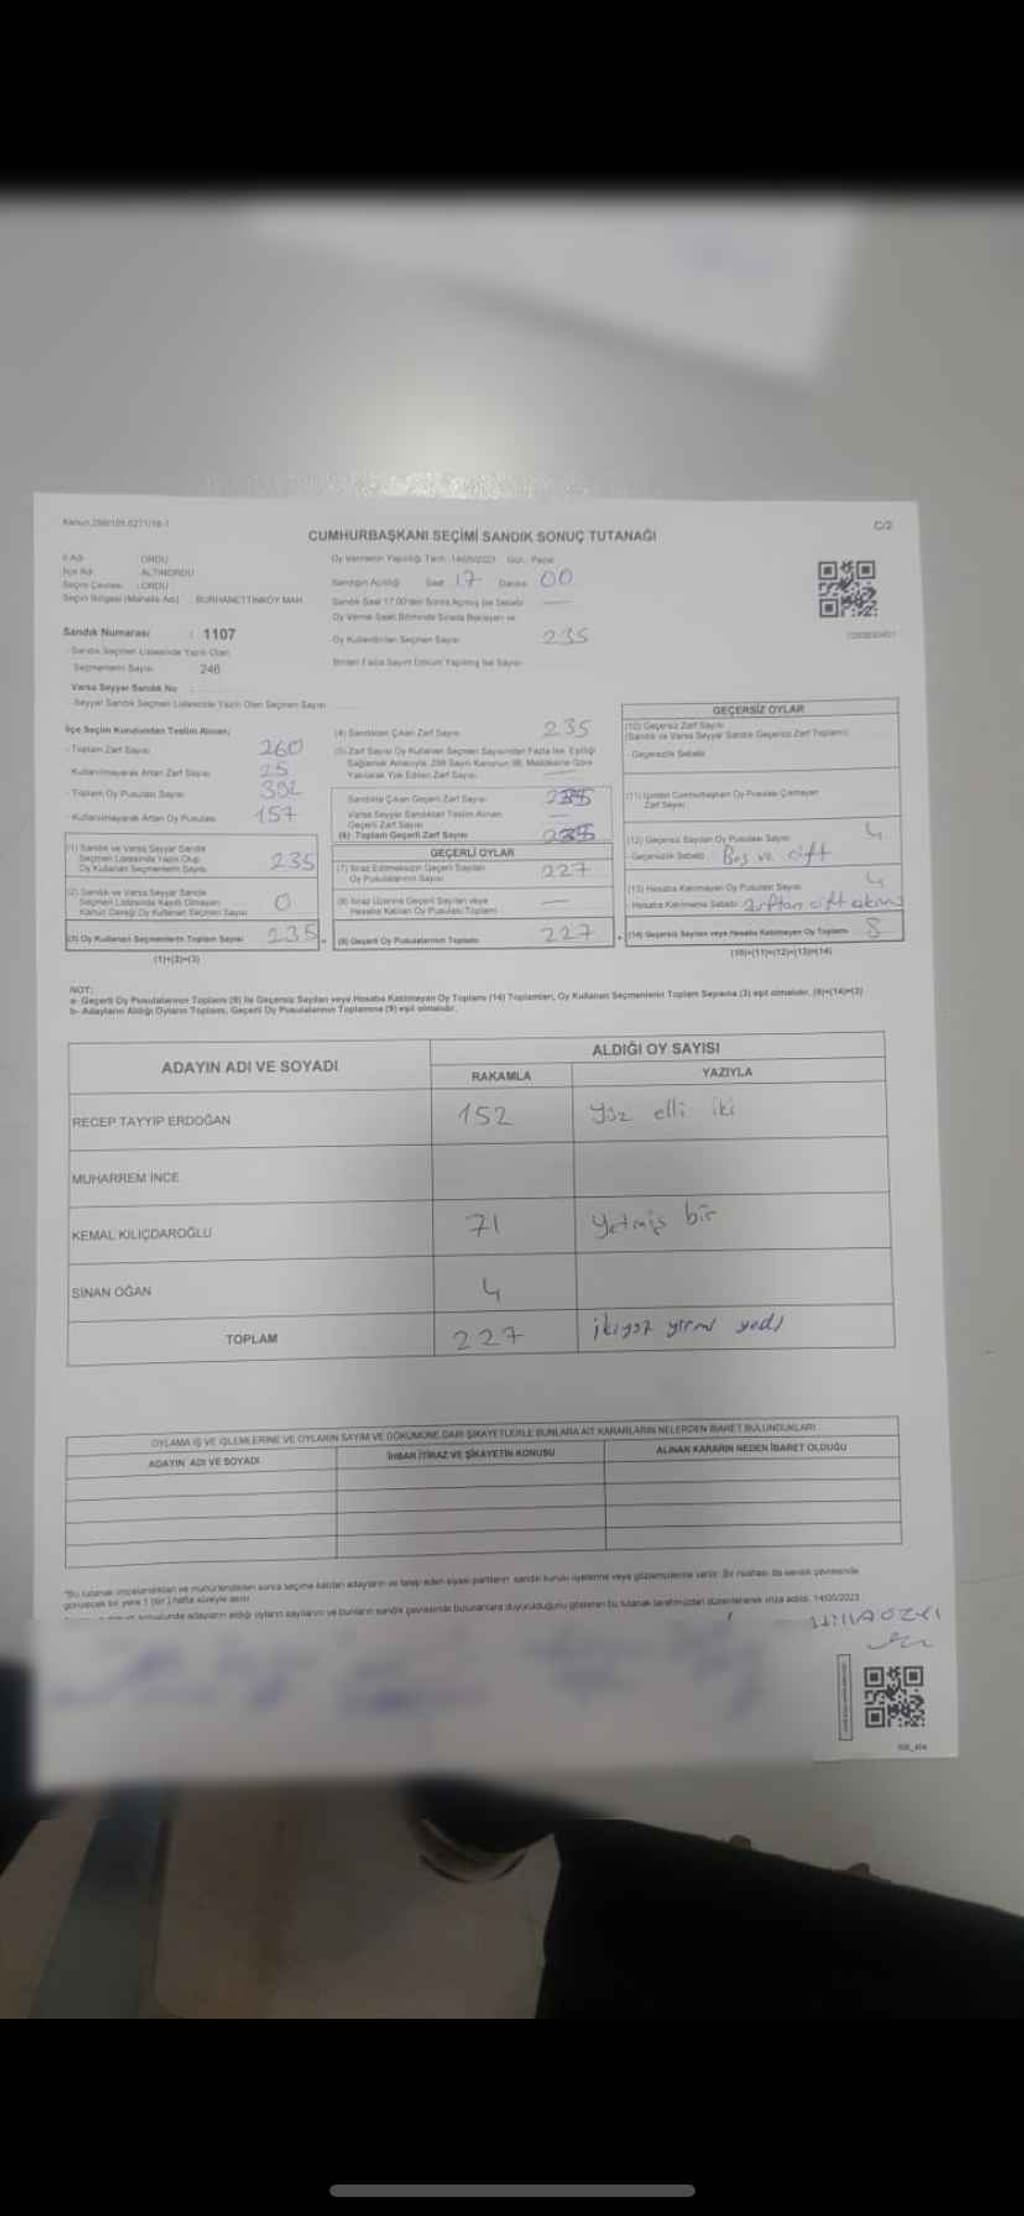 Kanun:298/105,6271/16-1
C/2
CUMHURBAŞKANI SEÇİMİ SANDIK SONUÇ TUTANAĞI
İl Adı : ORDU
İlçe Adı : ALTINORDU
Seçim Çevresi : ORDU
Seçim Bölgesi (Mahalle Adı) : BURHANETTİNKÖY MAH.
Sandık Numarası : 1107
Sandık Seçmen Listesinde Yazılı Olan
Seçmenlerin Sayısı 246
Varsa Seyyar Sandık No :
Seyyar Sandık Seçmen Listesinde Yazılı Olan Seçmen Sayısı
Oy Vermenin Yapıldığı Tarih: 14/05/2023 Gün: Pazar
Sandığın Açıldığı Saat 17 Dakika 00
Sandık Saat 17.00'den Sonra Açılmış İse Sebebi
Oy Verme Saati Bitiminde Sırada Bekleyen ve
Oy Kullandırılan Seçmen Sayısı 235
Birden Fazla Sayım Döküm Yapılmış İse Sayısı
İlçe Seçim Kurulundan Teslim Alınan;
- Toplam Zarf Sayısı 260
- Kullanılmayarak Artan Zarf Sayısı 25
- Toplam Oy Pusulası Sayısı 392
- Kullanılmayarak Artan Oy Pusulası 157
(1) Sandık ve Varsa Seyyar Sandık
Seçmen Listesinde Yazılı Olup
Oy Kullanan Seçmenlerin Sayısı 235
(2) Sandık ve Varsa Seyyar Sandık
Seçmen Listesinde Kayıtlı Olmayan
Kanun Gereği Oy Kullanan Seçmen Sayısı 0
(3) Oy Kullanan Seçmenlerin Toplam Sayısı 235
(1)+(2)=(3)
(4) Sandıktan Çıkan Zarf Sayısı 235
(5) Zarf Sayısı Oy Kullanan Seçmen Sayısından Fazla İse, Eşitliği
Sağlamak Amacıyla, 298 Sayılı Kanunun 98. Maddesine Göre
Yakılarak Yok Edilen Zarf Sayısı
Sandıkta Çıkan Geçerli Zarf Sayısı 235
Varsa Seyyar Sandıktan Teslim Alınan
Geçerli Zarf Sayısı
(6) Toplam Geçerli Zarf Sayısı 235
GEÇERLİ OYLAR
(7) İtiraz Edilmeksizin Geçerli Sayılan
Oy Pusulalarının Sayısı 227
(8) İtiraz Üzerine Geçerli Sayılan veya
Hesaba Katılan Oy Pusulası Toplamı
(9) Geçerli Oy Pusulalarının Toplamı 227
GEÇERSİZ OYLAR
(10) Geçersiz Zarf Sayısı
(Sandık ve Varsa Seyyar Sandık Geçersiz Zarf Toplamı)
- Geçersizlik Sebebi
(11) İçinden Cumhurbaşkanı Oy Pusulası Çıkmayan
Zarf Sayısı
(12) Geçersiz Sayılan Oy Pusulası Sayısı 4
- Geçersizlik Sebebi Boş ve çift
(13) Hesaba Katılmayan Oy Pusulası Sayısı 4
- Hesaba Katılmama Sebebi zarftan çift çıkma
(14) Geçersiz Sayılan veya Hesaba Katılmayan Oy Toplamı 8
(10)+(11)+(12)+(13)=(14)
NOT:
a- Geçerli Oy Pusulalarının Toplamı (9) ile Geçersiz Sayılan veya Hesaba Katılmayan Oy Toplamı (14) Toplamları, Oy Kullanan Seçmenlerin Toplam Sayısına (3) eşit olmalıdır. (9)+(14)=(3)
b- Adayların Aldığı Oyların Toplamı, Geçerli Oy Pusulalarının Toplamına (9) eşit olmalıdır.
ADAYIN ADI VE SOYADI
ALDIĞI OY SAYISI
RAKAMLA YAZIYLA
RECEP TAYYİP ERDOĞAN 152 yüz elli iki
MUHARREM İNCE
KEMAL KILIÇDAROĞLU 71 yetmiş bir
SİNAN OĞAN 4
TOPLAM 227 ikiyüz yirmi yedi
OYLAMA İŞ VE İŞLEMLERİNE VE OYLARIN SAYIM VE DÖKÜMÜNE DAİR ŞİKAYETLERLE BUNLARA AİT KARARLARIN NELERDEN İBARET BULUNDUKLARI
ADAYIN ADI VE SOYADI İHBAR İTİRAZ VE ŞİKAYETİN KONUSU ALINAN KARARIN NEDEN İBARET OLDUĞU
"Bu tutanak imzalandıktan ve mühürlendikten sonra seçime katılan adayların ve talep eden siyasi partilerin sandık kurulu üyelerine veya gözlemcilerine verilir. Bir nüshası da sandık çevresinde
görülecek bir yere 1 (bir) hafta süreyle asılır.
adayların aldığı oyların sayılarını ve bunların sandık çevresinde bulunanlara duyurulduğunu gösteren bu tutanak tarafımızdan düzenlenerek imza edildi. 14/05/2023